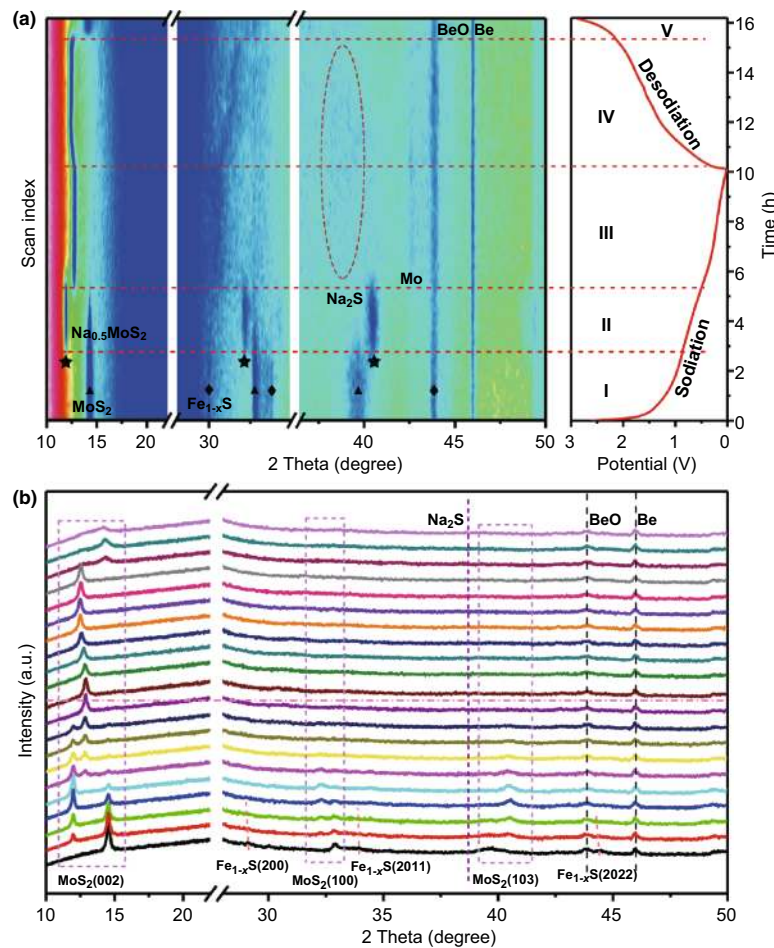 (a)
BeO Be
V
Desodiation
IV
Mo
Na2S
III
Na0.5MoS2
II
Sodiation
MoS2
Fe1-xS
I
Scan index
10 20 30 40 45 50
2 Theta (degree)
3 2 1 0
Potential (V)
0 2 4 6 8 10 12 14 16
Time (h)
(b)
Na2S
BeO
Be
Intensity (a.u.)
MoS2(002)
Fe1-xS(200)
MoS2(100)
Fe1-xS(2011)
MoS2(103)
Fe1-xS(2022)
10 15 20 30 35 40 45 50
2 Theta (degree)